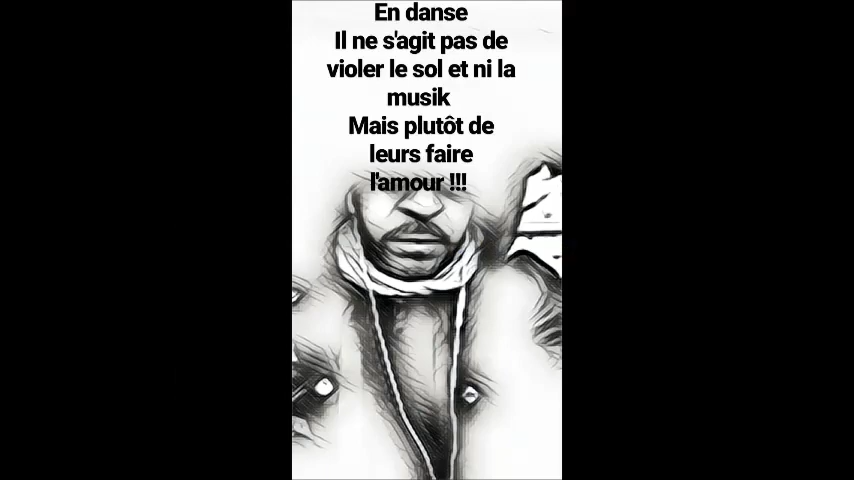 En danse
Il ne s'agit pas de
violer le sol et ni la
musik
Mais plutôt de
leurs faire
l'amour !!!